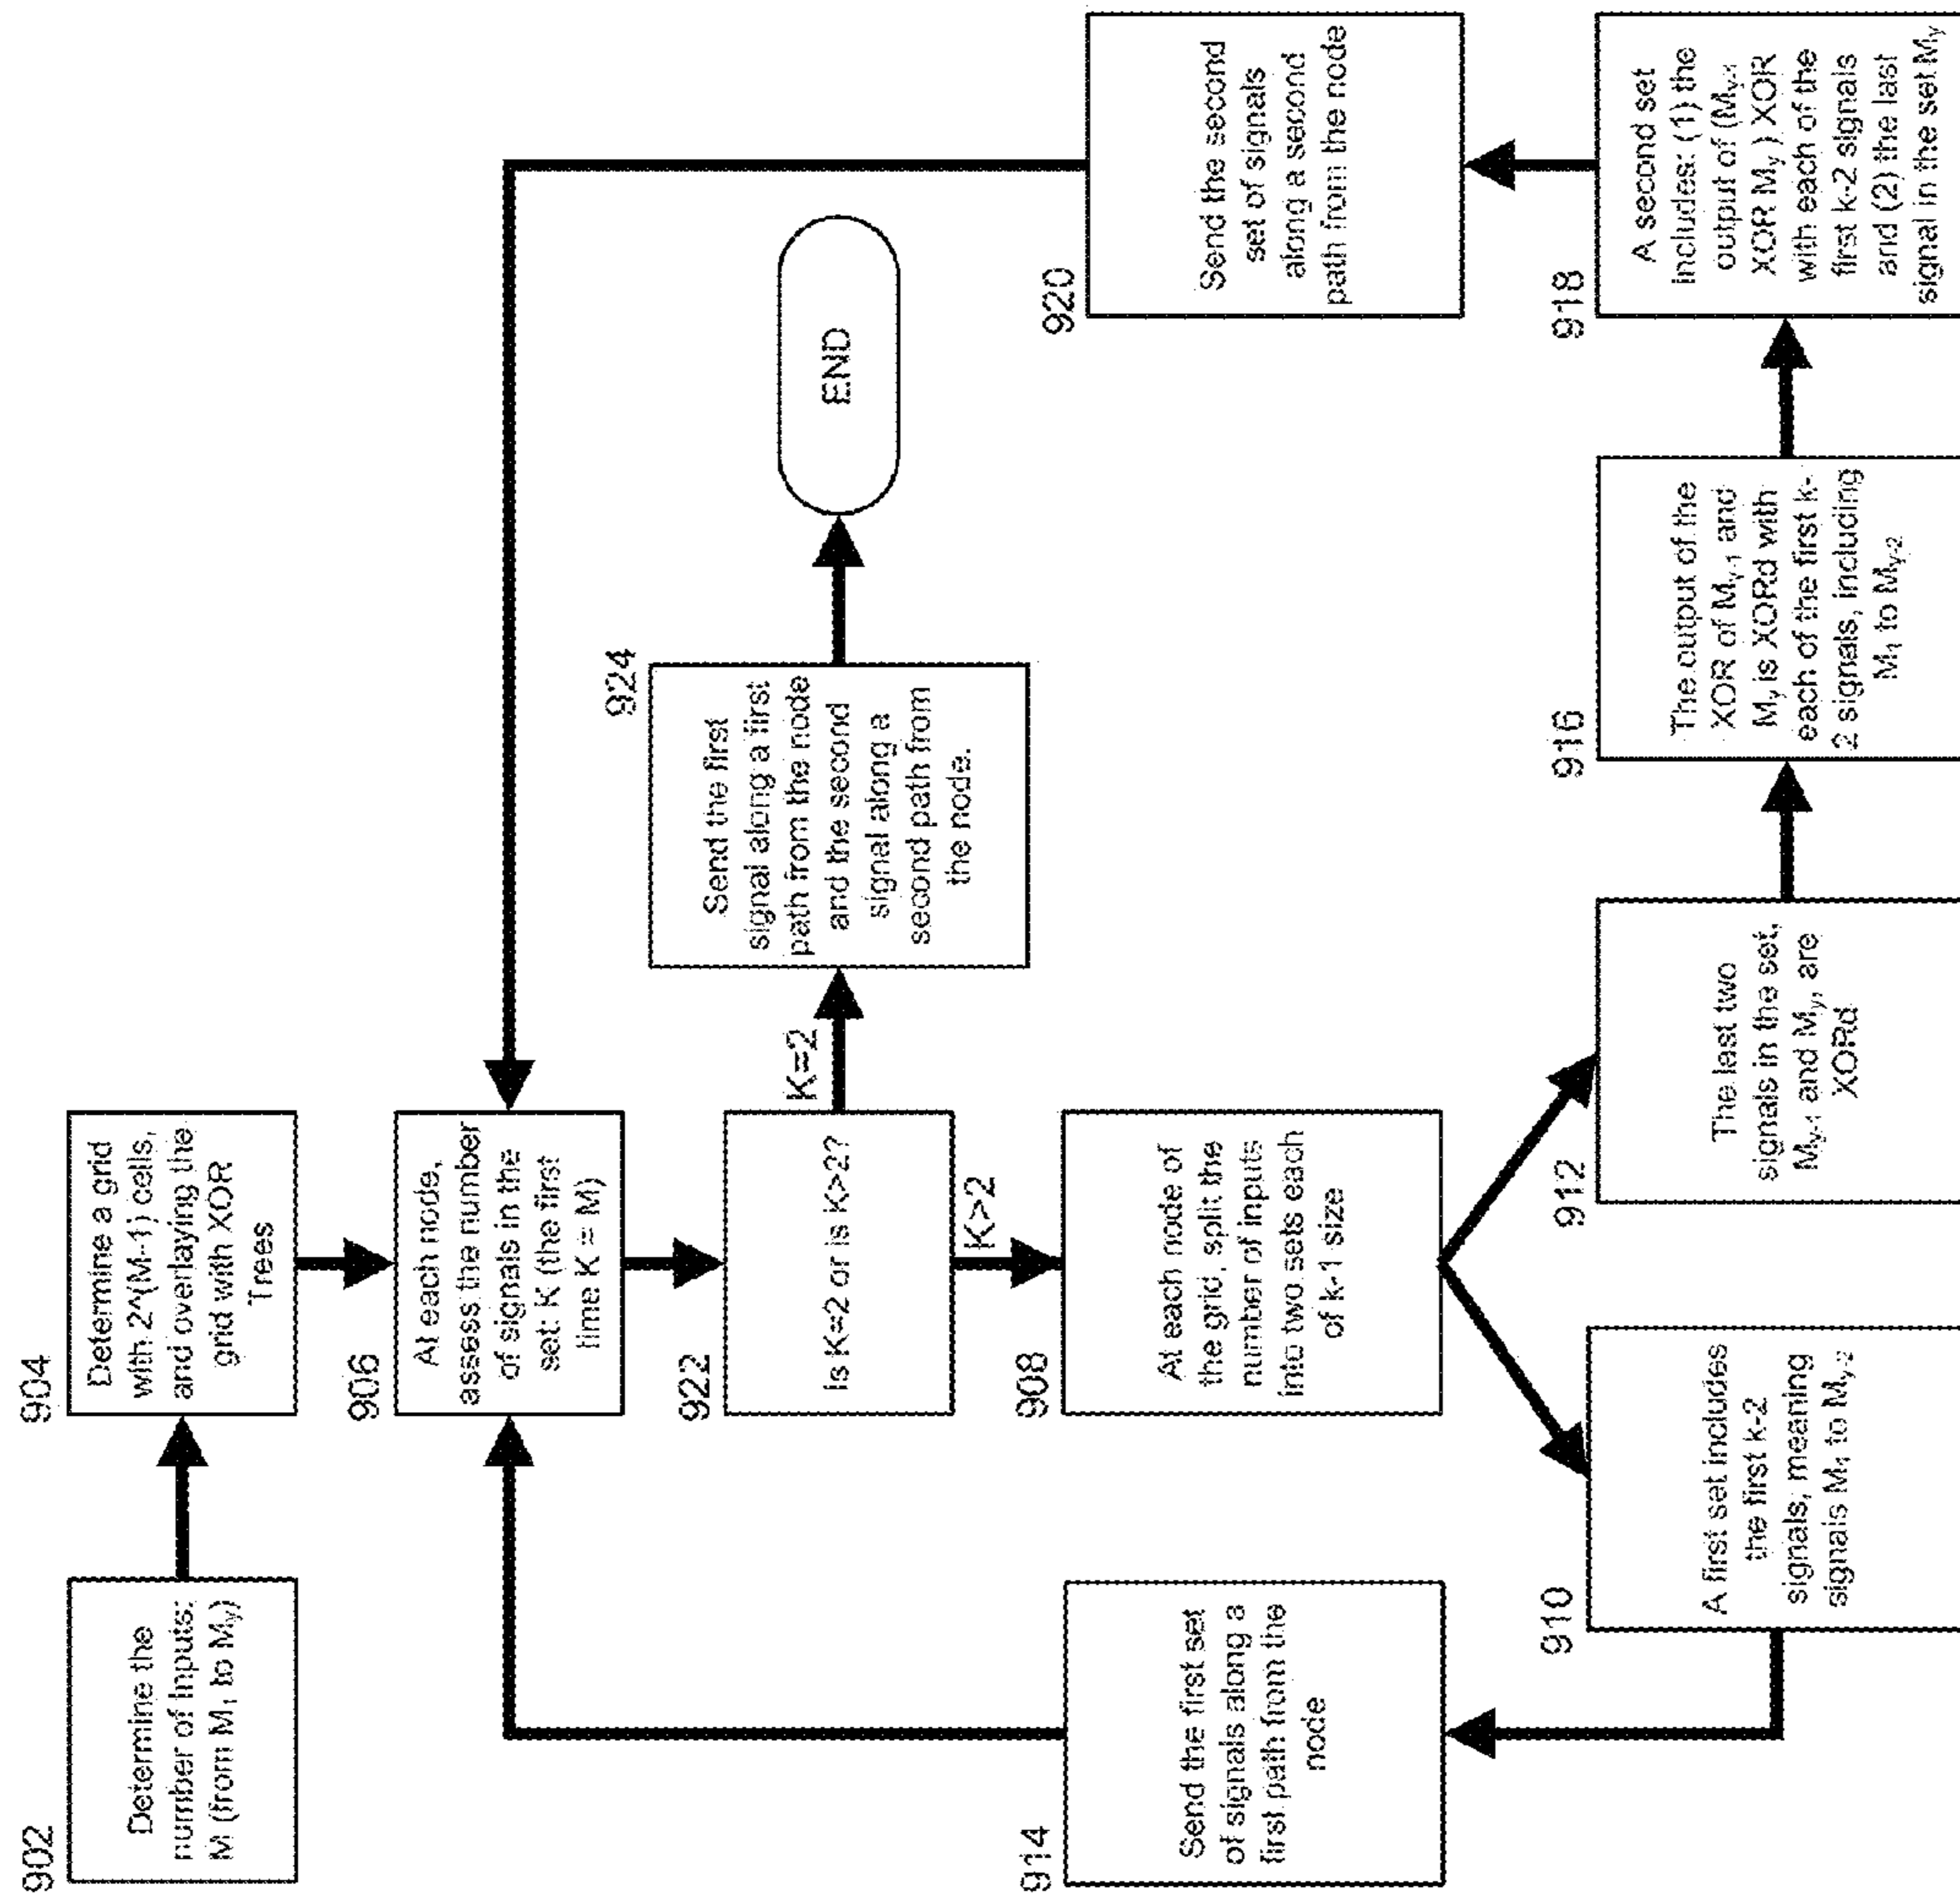 902
Determine the
number of Inputs:
M (from M1 to My)
904
Determine a grid
with 2^(M-1) cells,
and overlaying the
grid with XOR
Trees
906
At each node,
assess the number
of signals in the
set: K (the first
time K = M)
922
Is K=2 or is K>2?
K=2
924
Send the first
signal along a first
path from the node
and the second
signal along a
second path from
the node.
END
K>2
908
At each node of
the grid, split the
number of inputs
into two sets each
of k-1 size
910
A first set includes
the first k-2
signals, meaning
signals M1 to My-2
914
Send the first set
of signals along a
first path from the
node
912
The last two
signals in the set,
My-1 and My, are
XORd
916
The output of the
XOR of My-1 and
My is XORd with
each of the first k-
2 signals, including
M1 to My-2
918
A second set
includes: (1) the
output of (My-1
XOR My) XOR
with each of the
first k-2 signals
and (2) the last
signal in the set My
920
Send the second
set of signals
along a second
path from the node